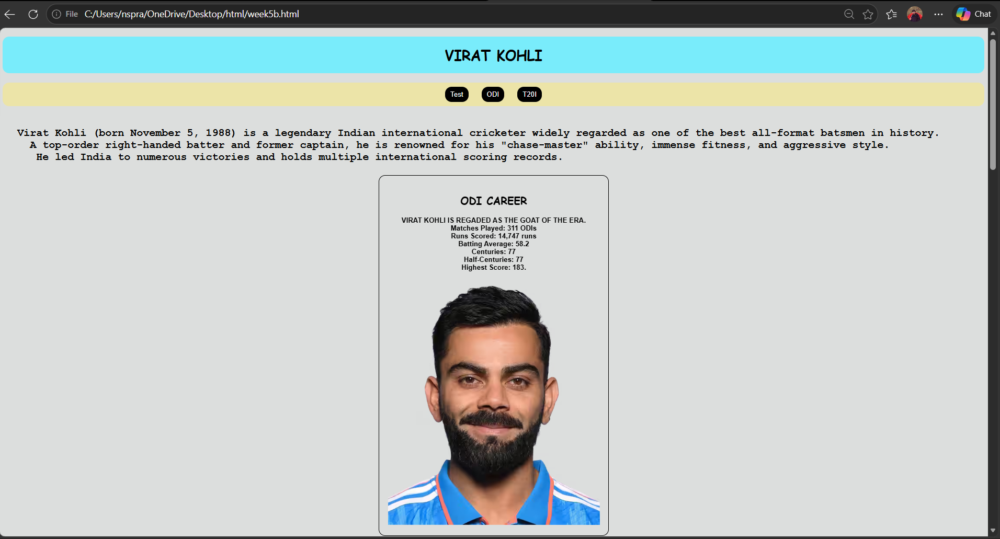 File C:/Users/nspra/OneDrive/Desktop/html/week5b.html
Chat
VIRAT KOHLI
Test ODI T20I
Virat Kohli (born November 5, 1988) is a legendary Indian international cricketer widely regarded as one of the best all-format batsmen in history.
A top-order right-handed batter and former captain, he is renowned for his "chase-master" ability, immense fitness, and aggressive style.
He led India to numerous victories and holds multiple international scoring records.
ODI CAREER
VIRAT KOHLI IS REGADED AS THE GOAT OF THE ERA.
Matches Played: 311 ODIs
Runs Scored: 14,747 runs
Batting Average: 58.2
Centuries: 77
Half-Centuries: 77
Highest Score: 183.